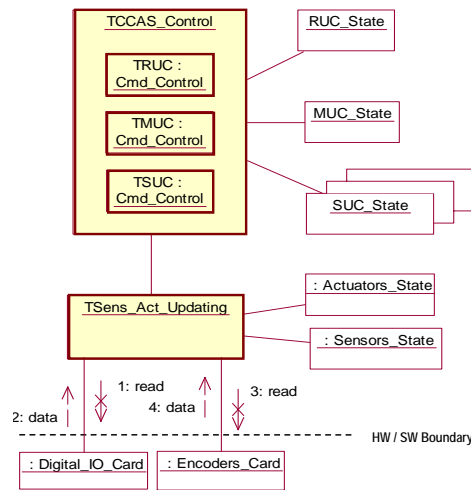 TCCAS_Control
RUC_State
TRUC :
Cmd_Control
TMUC :
Cmd_Control
MUC_State
TSUC :
Cmd_Control
SUC_State
TSens_Act_Updating
: Actuators_State
: Sensors_State
1: read
3: read
2: data
4: data
HW / SW Boundary
: Digital_IO_Card
: Encoders_Card